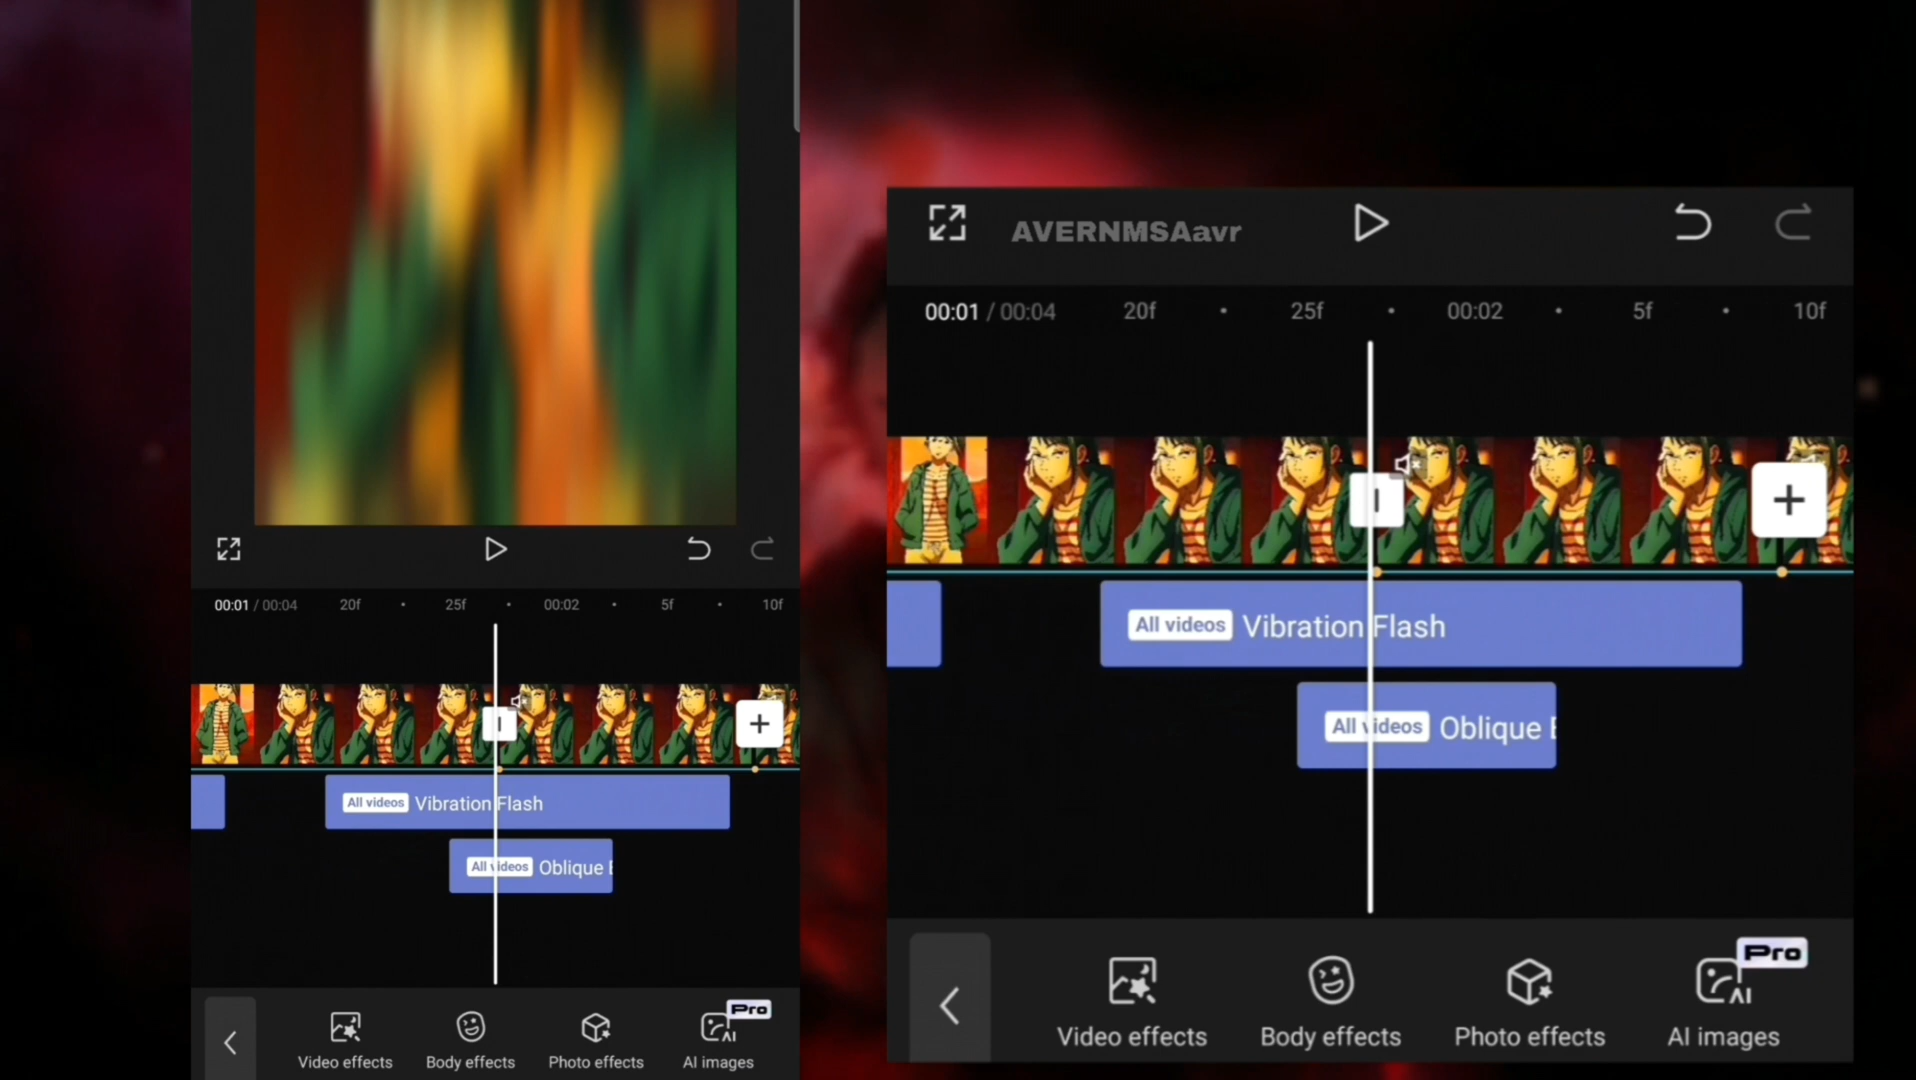 00:01 / 00:04 20f 25f 00:02 5f 10f
All videos Vibration Flash
All videos Oblique
Pro
Video effects Body effects Photo effects AI images
AVERNMSAavr
00:01 / 00:04 20f 25f 00:02 5f 10f
All videos Vibration Flash
All videos Oblique
Pro
AI
Video effects Body effects Photo effects AI images